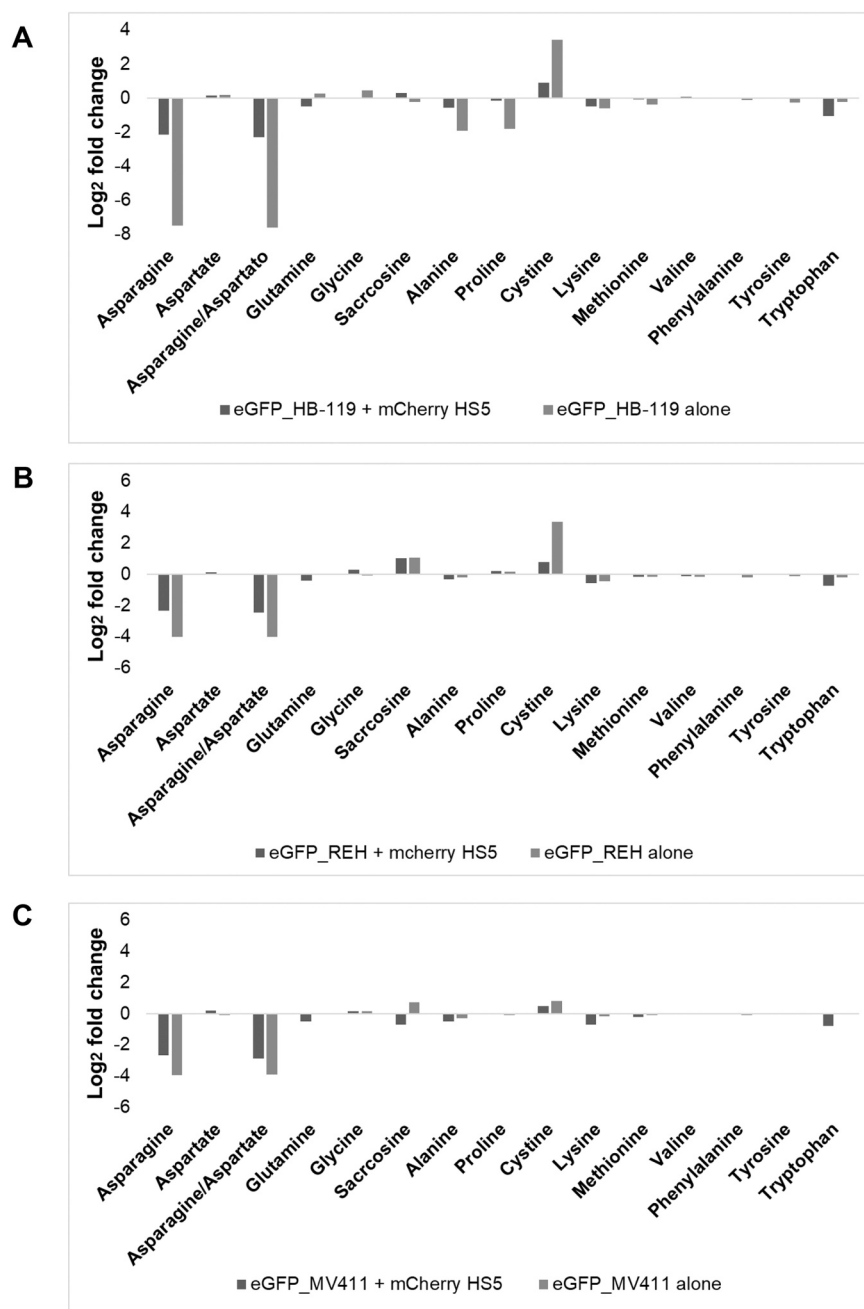 A
Log2 fold change
4
2
0
-2
-4
-6
-8
Asparagine
Aspartate
Asparagine/Aspartato
Glutamine
Glycine
Sacrcosine
Alanine
Proline
Cystine
Lysine
Methionine
Valine
Phenylalanine
Tyrosine
Tryptophan
eGFP_HB-119 + mCherry HS5 eGFP_HB-119 alone
B
Log2 fold change
6
4
2
0
-2
-4
-6
Asparagine
Aspartate
Asparagine/Aspartate
Glutamine
Glycine
Sacrcosine
Alanine
Proline
Cystine
Lysine
Methionine
Valine
Phenylalanine
Tyrosine
Tryptophan
eGFP_REH + mcherry HS5 eGFP_REH alone
C
Log2 fold change
6
4
2
0
-2
-4
-6
Asparagine
Aspartate
Asparagine/Aspartate
Glutamine
Glycine
Sacrcosine
Alanine
Proline
Cystine
Lysine
Methionine
Valine
Phenylalanine
Tyrosine
Tryptophan
eGFP_MV411 + mCherry HS5 eGFP_MV411 alone